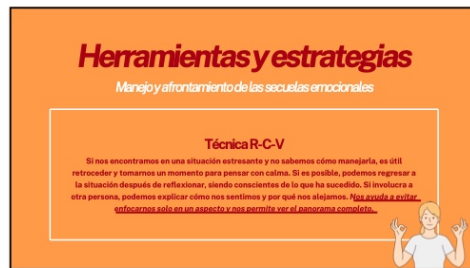 Herramientas y estrategias
Manejo y afrontamiento de las secuelas emocionales
Técnica R-C-V
Si nos encontramos en una situación estresante y no sabemos cómo manejarla, es útil
retroceder y tomarnos un momento para pensar con calma. Si es posible, podemos regresar a
la situación después de reflexionar, siendo conscientes de lo que ha sucedido. Si involucra a
otra persona, podemos explicar cómo nos sentimos y por qué nos alejamos. Nos ayuda a evitar
enfocarnos solo en un aspecto y nos permite ver el panorama completo.